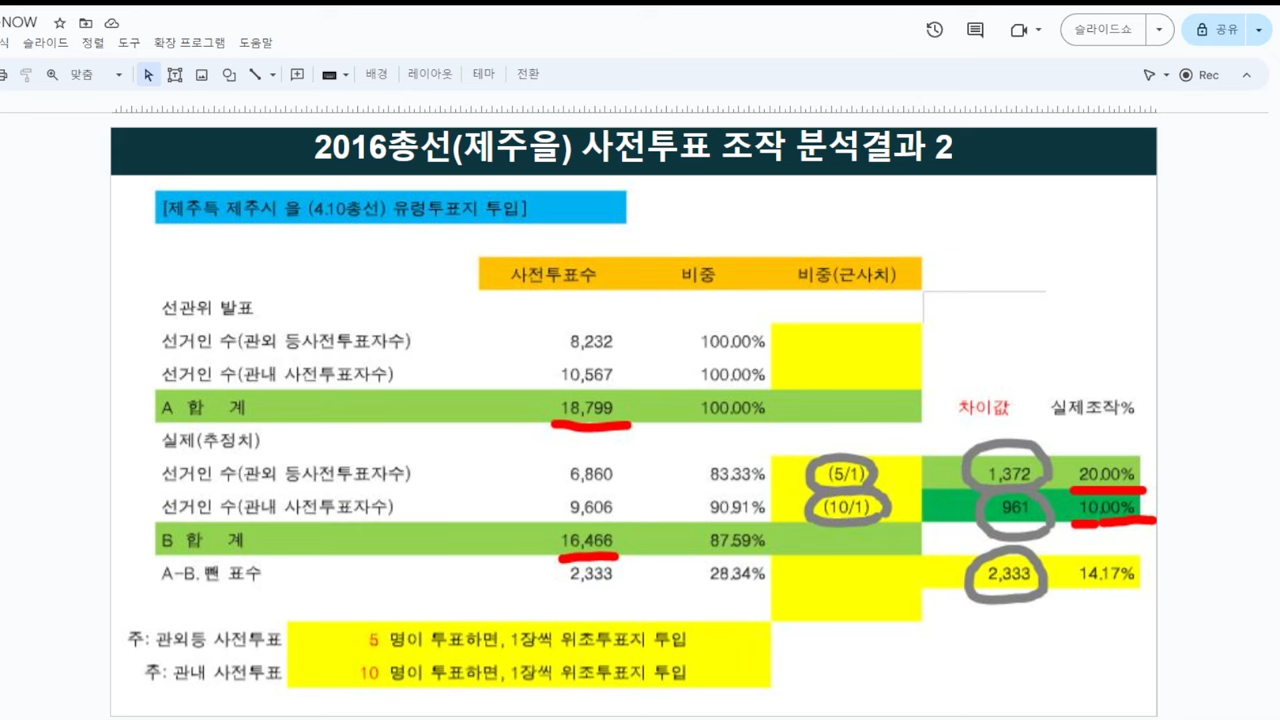 -NOW
식 슬라이드 정렬 도구 확장 프로그램 도움말
슬라이드쇼 공유
맞춤 배경 레이아웃 테마 전환 Rec
2016총선(제주을) 사전투표 조작 분석결과 2
[제주특 제주시 을 (4.10총선) 유령투표지 투입]
사전투표수 비중 비중(근사치)
선관위 발표
선거인 수(관외 등사전투표자수) 8,232 100.00%
선거인 수(관내 사전투표자수) 10,567 100.00%
A 합 계 18,799 100.00% 차이값 실제조작%
실제(추정치)
선거인 수(관외 등사전투표자수) 6,860 83.33% (5/1) 1,372 20.00%
선거인 수(관내 사전투표자수) 9,606 90.91% (10/1) 961 10.00%
B 합 계 16,466 87.59%
A-B. 뺀 표수 2,333 28.34% 2,333 14.17%
주: 관외등 사전투표 5 명이 투표하면, 1장씩 위조투표지 투입
주: 관내 사전투표 10 명이 투표하면, 1장씩 위조투표지 투입